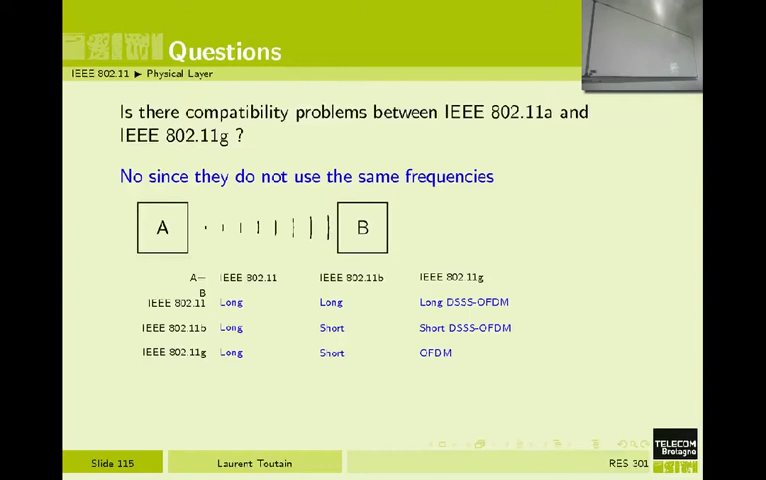 Questions
IEEE 802.11 ▶ Physical Layer
Is there compatibility problems between IEEE 802.11a and
IEEE 802.11g ?
No since they do not use the same frequencies
A B
A– IEEE 802.11 IEEE 802.11b IEEE 802.11g
B
IEEE 802.11 Long Long Long DSSS-OFDM
IEEE 802.11b Long Short Short DSSS-OFDM
IEEE 802.11g Long Short OFDM
TELECOM
Bretagne
Slide 115 Laurent Toutain RES 301